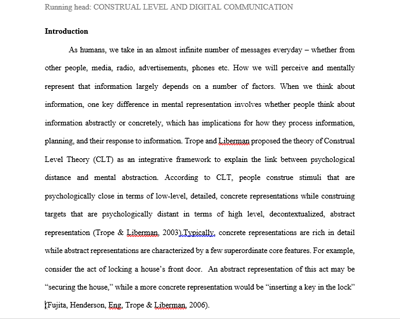 Running head: CONSTRUAL LEVEL AND DIGITAL COMMUNICATION
Introduction
As humans, we take in an almost infinite number of messages everyday – whether from
other people, media, radio, advertisements, phones etc. How we will perceive and mentally
represent that information largely depends on a number of factors. When we think about
information, one key difference in mental representation involves whether people think about
information abstractly or concretely, which has implications for how they process information,
planning, and their response to information. Trope and Liberman proposed the theory of Construal
Level Theory (CLT) as an integrative framework to explain the link between psychological
distance and mental abstraction. According to CLT, people construe stimuli that are
psychologically close in terms of low-level, detailed, concrete representations while construing
targets that are psychologically distant in terms of high level, decontextualized, abstract
representation (Trope & Liberman, 2003).Typically, concrete representations are rich in detail
while abstract representations are characterized by a few superordinate core features. For example,
consider the act of locking a house's front door. An abstract representation of this act may be
"securing the house," while a more concrete representation would be "inserting a key in the lock"
(Fujita, Henderson, Eng, Trope & Liberman, 2006).